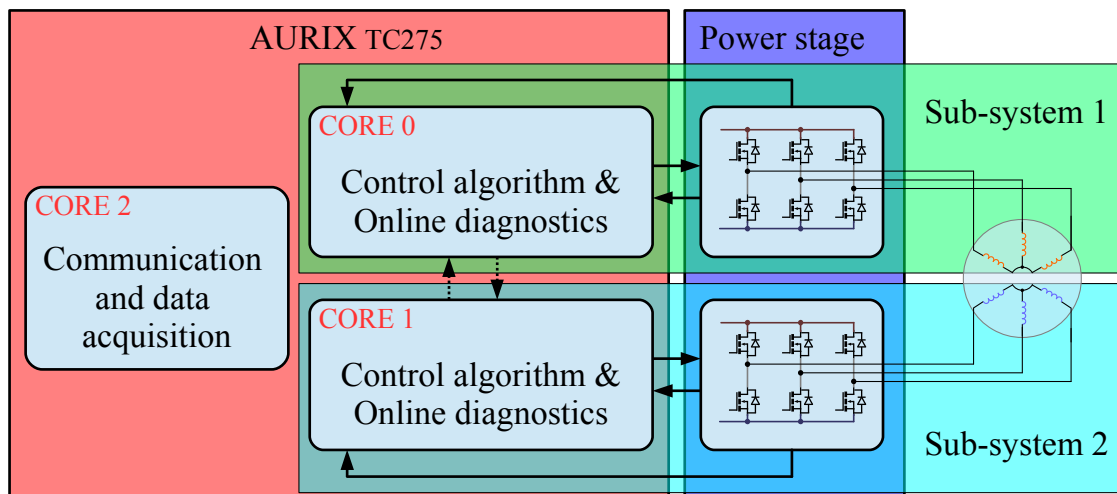 AURIX TC275
Power stage
Sub-system 1
CORE 0
Control algorithm &
Online diagnostics
CORE 2
Communication
and data
acquisition
CORE 1
Control algorithm &
Online diagnostics
Sub-system 2